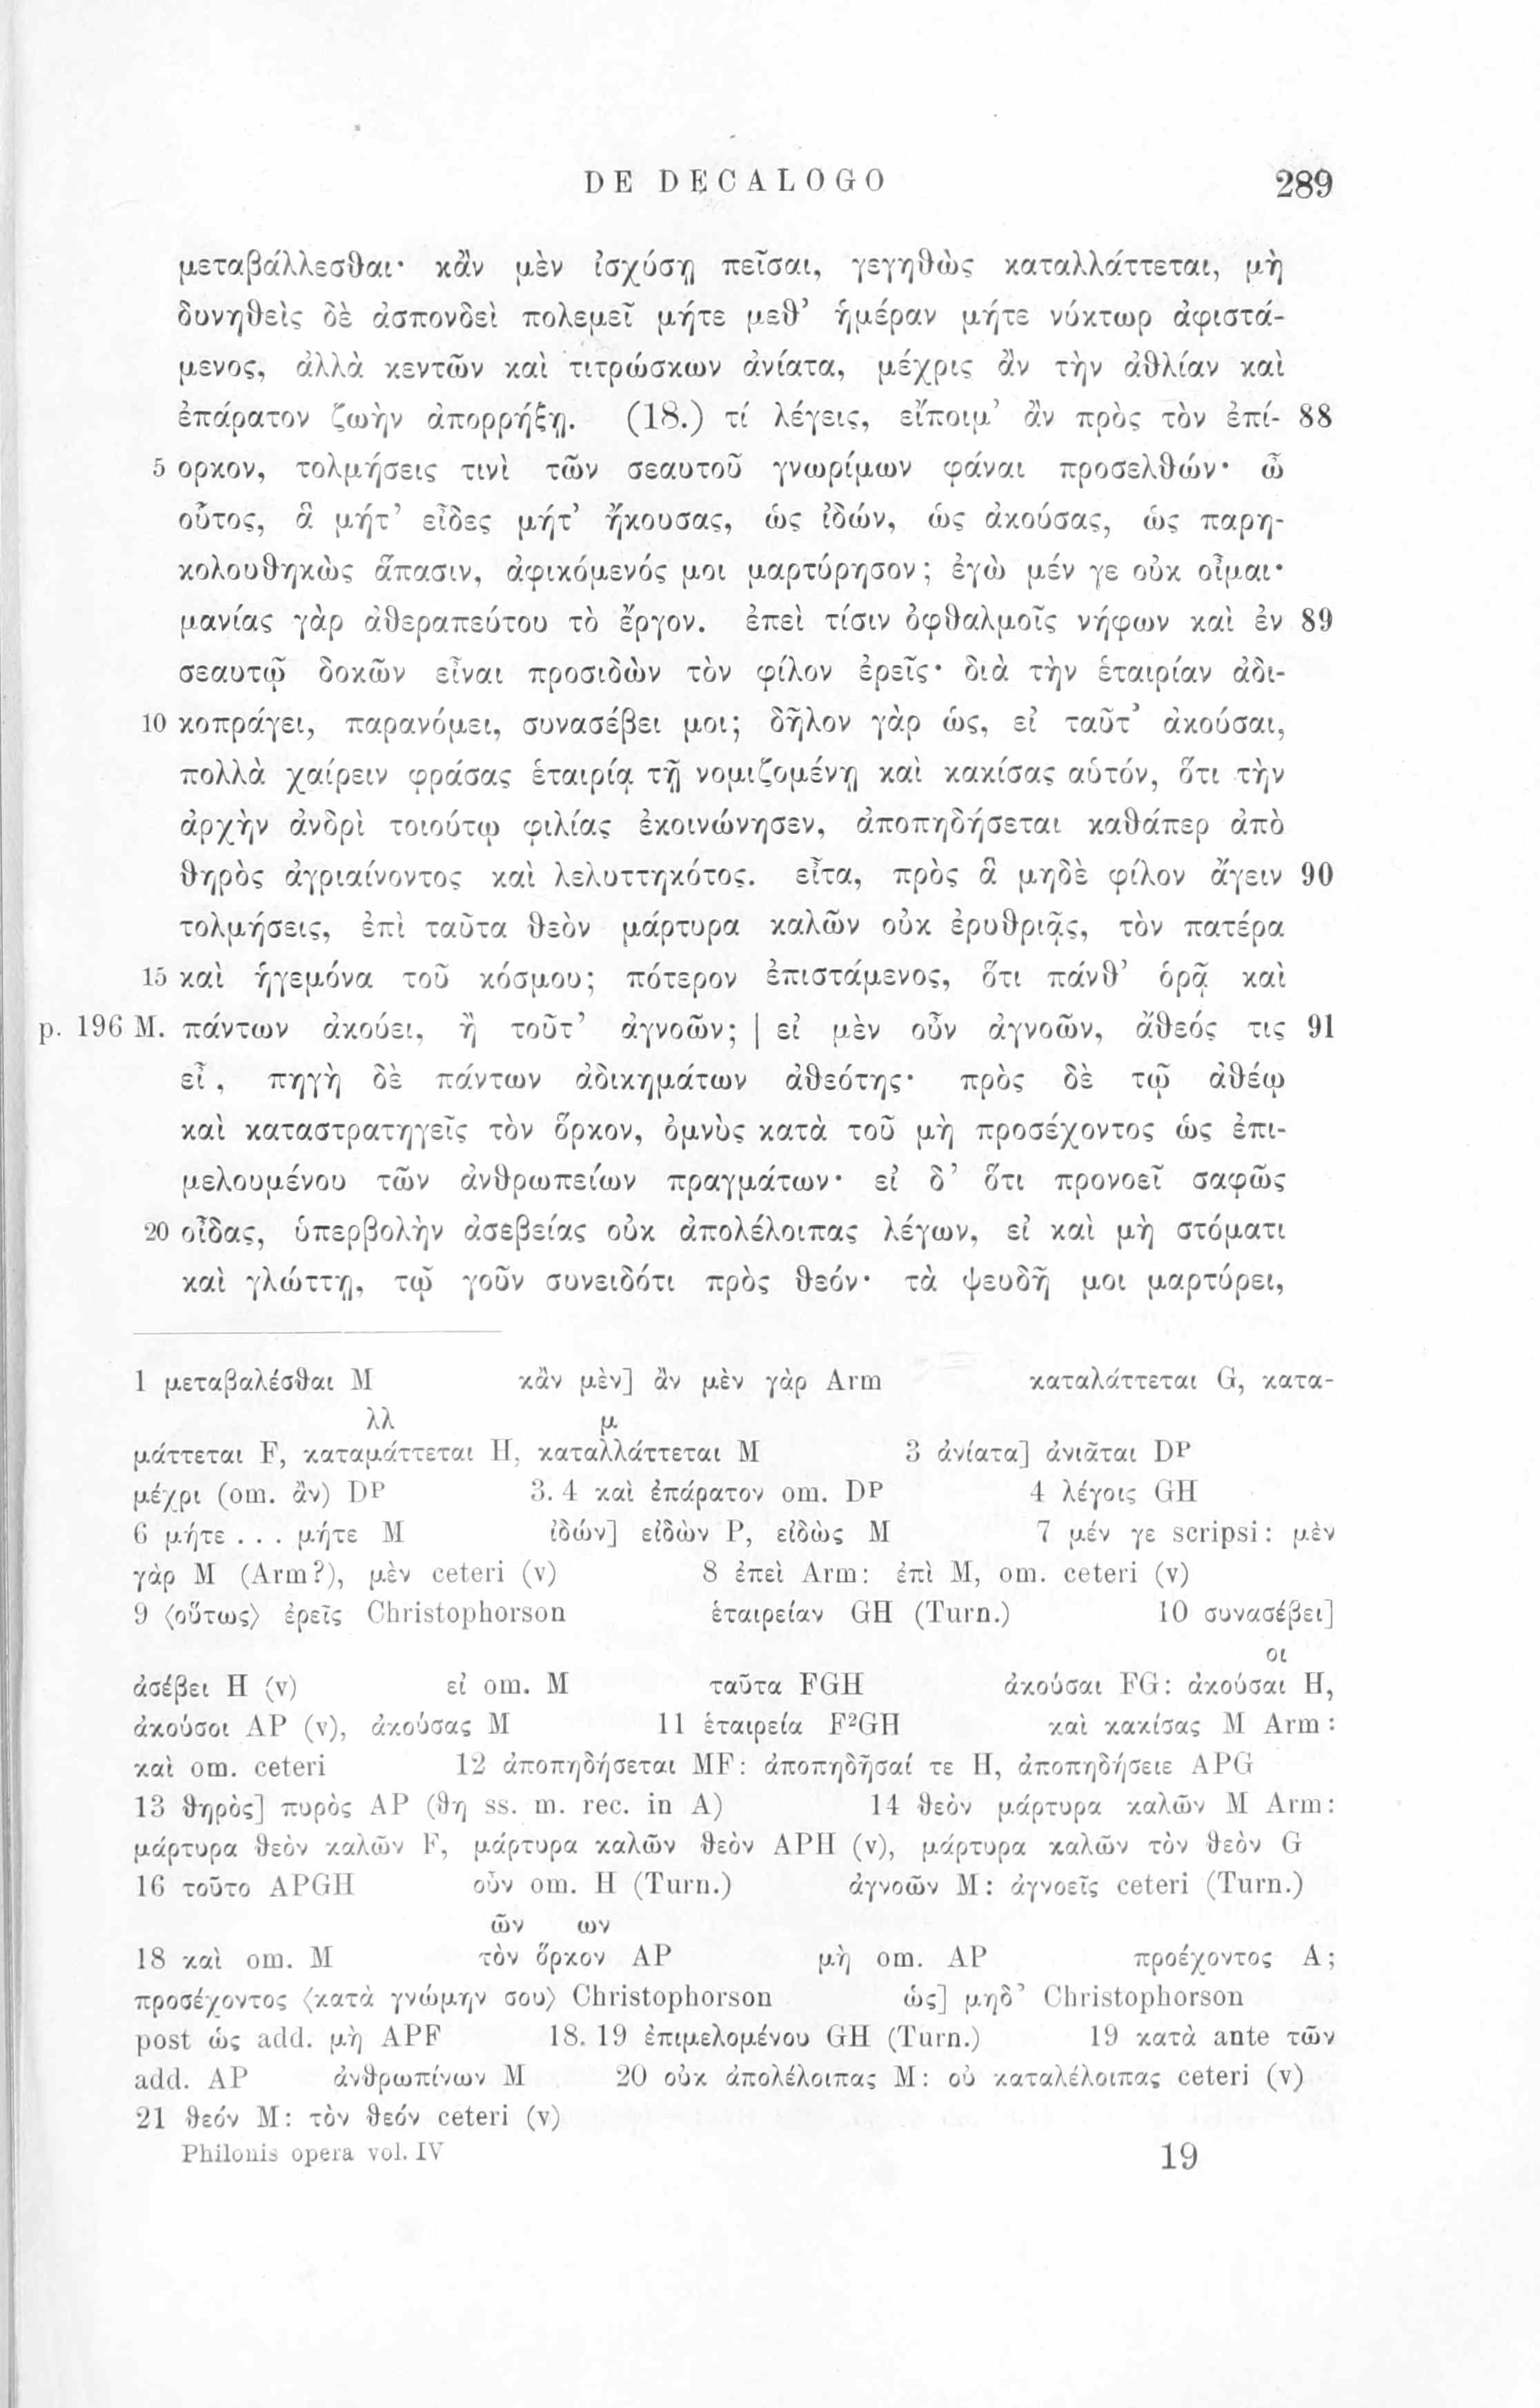 DE DECALOGO 289
μεταβάλλεσθαι· κἂν μὲν ἰσχύσῃ πεῖσαι, γεγηθὼς καταλλάττεται, μὴ
δυνηθεὶς δὲ ἀσπονδεὶ πολεμεῖ μήτε μεθ’ ἡμέραν μήτε νύκτωρ ἀφιστά-
μενος, ἀλλὰ κεντῶν καὶ τιτρώσκων ἀνίατα, μέχρις ἂν τὴν ἀθλίαν καὶ
ἐπάρατον ζωὴν ἀπορρήξῃ. (18.) τί λέγεις, εἴποιμ’ ἂν πρὸς τὸν ἐπί- 88
5 ορκον, τολμήσεις τινὶ τῶν σεαυτοῦ γνωρίμων φάναι προσελθών· ὦ
οὗτος, ἃ μήτ’ εἶδες μήτ’ ἤκουσας, ὡς ἰδών, ὡς ἀκούσας, ὡς παρη-
κολουθηκὼς ἅπασιν, ἀφικόμενός μοι μαρτύρησον; ἐγὼ μέν γε οὐκ οἶμαι·
μανίας γὰρ ἀθεραπεύτου τὸ ἔργον. ἐπεὶ τίσιν ὀφθαλμοῖς νήφων καὶ ἐν 89
σεαυτῷ δοκῶν εἶναι προσιδὼν τὸν φίλον ἐρεῖς· διὰ τὴν ἑταιρίαν ἀδι-
10 κοπράγει, παρανόμει, συνασέβει μοι; δῆλον γὰρ ὡς, εἰ ταῦτ’ ἀκούσαι,
πολλὰ χαίρειν φράσας ἑταιρίᾳ τῇ νομιζομένῃ καὶ κακίσας αὑτόν, ὅτι τὴν
ἀρχὴν ἀνδρὶ τοιούτῳ φιλίας ἐκοινώνησεν, ἀποπηδήσεται καθάπερ ἀπὸ
θηρὸς ἀγριαίνοντος καὶ λελυττηκότος. εἶτα, πρὸς ἃ μηδὲ φίλον ἄγειν 90
τολμήσεις, ἐπὶ ταῦτα θεὸν μάρτυρα καλῶν οὐκ ἐρυθριᾷς, τὸν πατέρα
15 καὶ ἡγεμόνα τοῦ κόσμου; πότερον ἐπιστάμενος, ὅτι πάνθ’ ὁρᾷ καὶ
p. 196 M. πάντων ἀκούει, ἢ τοῦτ’ ἀγνοῶν; | εἰ μὲν οὖν ἀγνοῶν, ἄθεός τις 91
εἶ, πηγὴ δὲ πάντων ἀδικημάτων ἀθεότης· πρὸς δὲ τῷ ἀθέῳ
καὶ καταστρατηγεῖς τὸν ὅρκον, ὀμνὺς κατὰ τοῦ μὴ προσέχοντος ὡς ἐπι-
μελουμένου τῶν ἀνθρωπείων πραγμάτων· εἰ δ’ ὅτι προνοεῖ σαφῶς
20 οἶδας, ὑπερβολὴν ἀσεβείας οὐκ ἀπολέλοιπας λέγων, εἰ καὶ μὴ στόματι
καὶ γλώττῃ, τῷ γοῦν συνειδότι πρὸς θεόν· τὰ ψευδῆ μοι μαρτύρει,
1 μεταβαλέσθαι M κἂν μὲν] ἂν μὲν γὰρ Arm καταλάττεται G, κατα-
λλ μ
μάττεται F, καταμάττεται H, καταλλάττεται M 3 ἀνίατα] ἀνιᾶται Dᴾ
μέχρι (om. ἂν) Dᴾ 3. 4 καὶ ἐπάρατον om. Dᴾ 4 λέγοις GH
6 μήτε . . . μήτε M ἰδών] εἰδὼν P, εἰδὼς M 7 μέν γε scripsi: μὲν
γὰρ M (Arm?), μὲν ceteri (v) 8 ἐπεὶ Arm: ἐπὶ M, om. ceteri (v)
9 ⟨οὕτως⟩ ἐρεῖς Christophorson ἑταιρείαν GH (Turn.) 10 συνασέβει]
οι
ἀσέβει H (v) εἰ om. M ταῦτα FGH ἀκούσαι FG: ἀκούσαι H,
ἀκούσοι AP (v), ἀκούσας M 11 ἑταιρεία F²GH καὶ κακίσας M Arm:
καὶ om. ceteri 12 ἀποπηδήσεται MF: ἀποπηδῆσαί τε H, ἀποπηδήσειε APG
13 θηρὸς] πυρὸς AP (θη ss. m. rec. in A) 14 θεὸν μάρτυρα καλῶν M Arm:
μάρτυρα θεὸν καλῶν F, μάρτυρα καλῶν θεὸν APH (v), μάρτυρα καλῶν τὸν θεὸν G
16 τοῦτο APGH οὖν om. H (Turn.) ἀγνοῶν M: ἀγνοεῖς ceteri (Turn.)
ῶν ων
18 καὶ om. M τὸν ὅρκον AP μὴ om. AP προέχοντος A;
προσέχοντος ⟨κατὰ γνώμην σου⟩ Christophorson ὡς] μηδ’ Christophorson
post ὡς add. μὴ APF 18. 19 ἐπιμελομένου GH (Turn.) 19 κατὰ ante τῶν
add. AP ἀνθρωπίνων M 20 οὐκ ἀπολέλοιπας M: οὐ καταλέλοιπας ceteri (v)
21 θεόν M: τὸν θεόν ceteri (v)
Philonis opera vol. IV 19